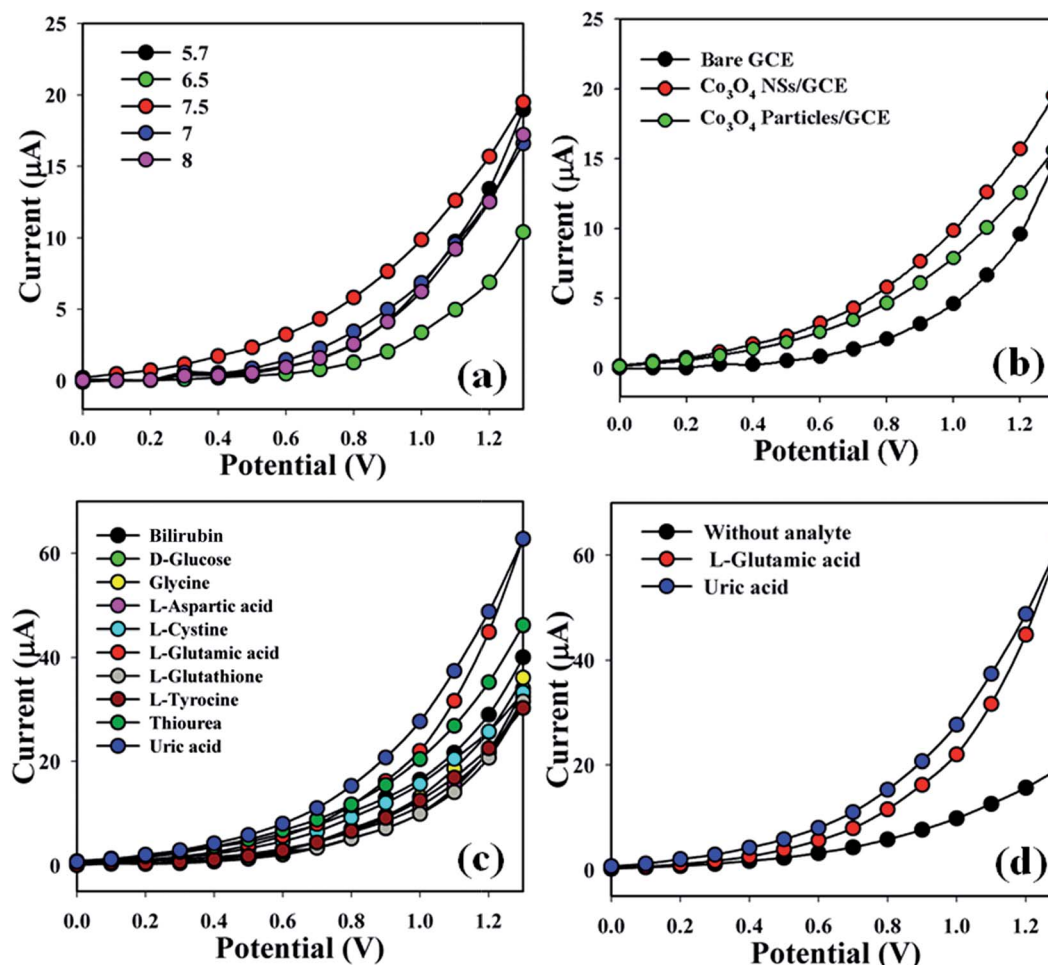 25
20
15
10
5
0
Current (µA)
5.7
6.5
7.5
7
8
(a)
0.0 0.2 0.4 0.6 0.8 1.0 1.2
Potential (V)
25
20
15
10
5
0
Current (µA)
Bare GCE
Co₃O₄ NSs/GCE
Co₃O₄ Particles/GCE
(b)
0.0 0.2 0.4 0.6 0.8 1.0 1.2
Potential (V)
60
40
20
0
Current (µA)
Bilirubin
D-Glucose
Glycine
L-Aspartic acid
L-Cystine
L-Glutamic acid
L-Glutathione
L-Tyrocine
Thiourea
Uric acid
(c)
0.0 0.2 0.4 0.6 0.8 1.0 1.2
Potential (V)
60
40
20
0
Current (µA)
Without analyte
L-Glutamic acid
Uric acid
(d)
0.0 0.2 0.4 0.6 0.8 1.0 1.2
Potential (V)